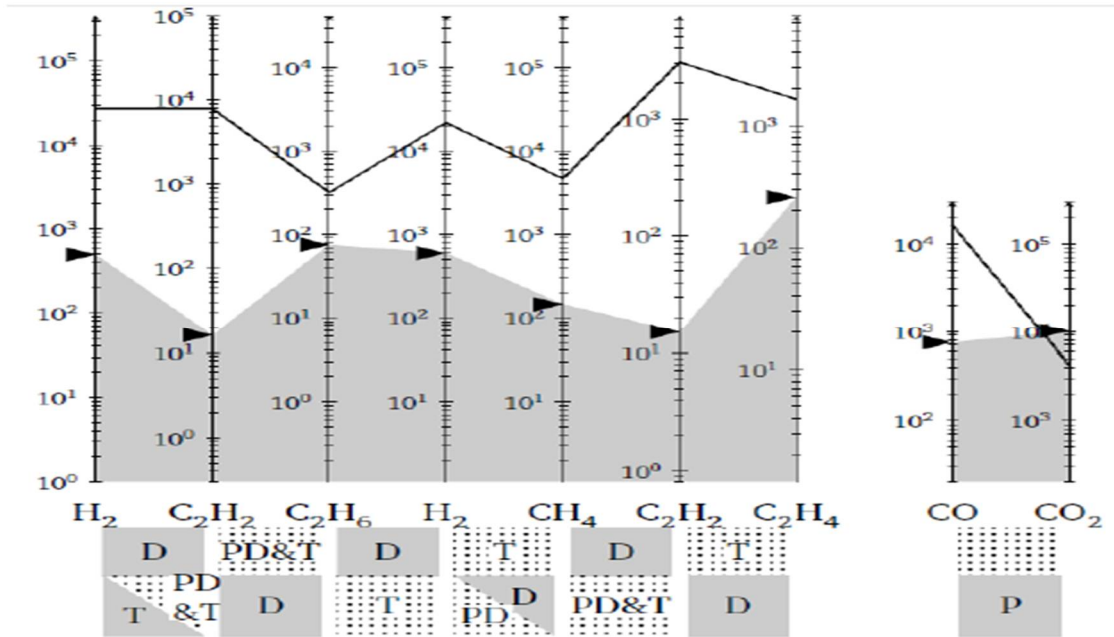 10⁵
10⁵ 10⁴ 10⁵ 10⁵
10⁴ 10³ 10³
10⁴ 10³ 10⁴ 10⁴
10³
10³ 10² 10³ 10³ 10² 10² 10⁴ 10⁵
10²
10² 10¹ 10² 10² 10³
10¹ 10¹ 10¹
10¹ 10⁰ 10¹ 10¹ 10² 10³
10⁰ 10⁰
10⁰
H₂ C₂H₂ C₂H₆ H₂ CH₄ C₂H₂ C₂H₄ CO CO₂
D PD&T D T D T
T PD &T D T PD D PD&T D P